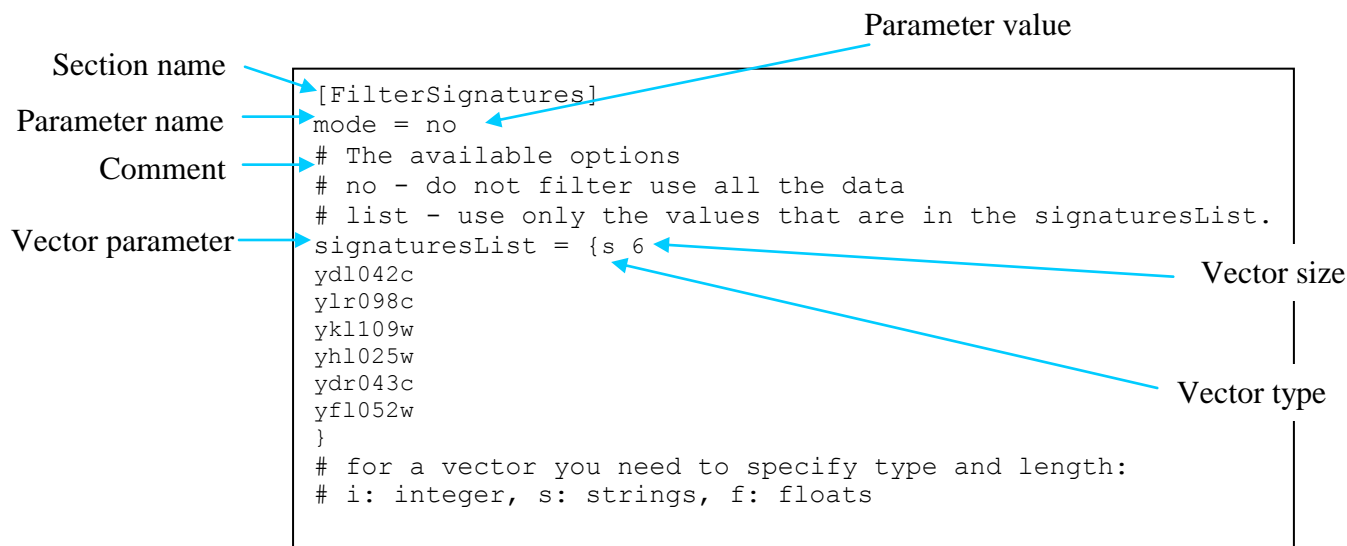 Parameter value
Section name
[FilterSignatures]
Parameter name
mode = no
Comment
# The available options
# no - do not filter use all the data
# list - use only the values that are in the signaturesList.
Vector parameter
signaturesList = {s 6
Vector size
ydl042c
ylr098c
ykl109w
yhl025w
ydr043c
Vector type
yfl052w
}
# for a vector you need to specify type and length:
# i: integer, s: strings, f: floats